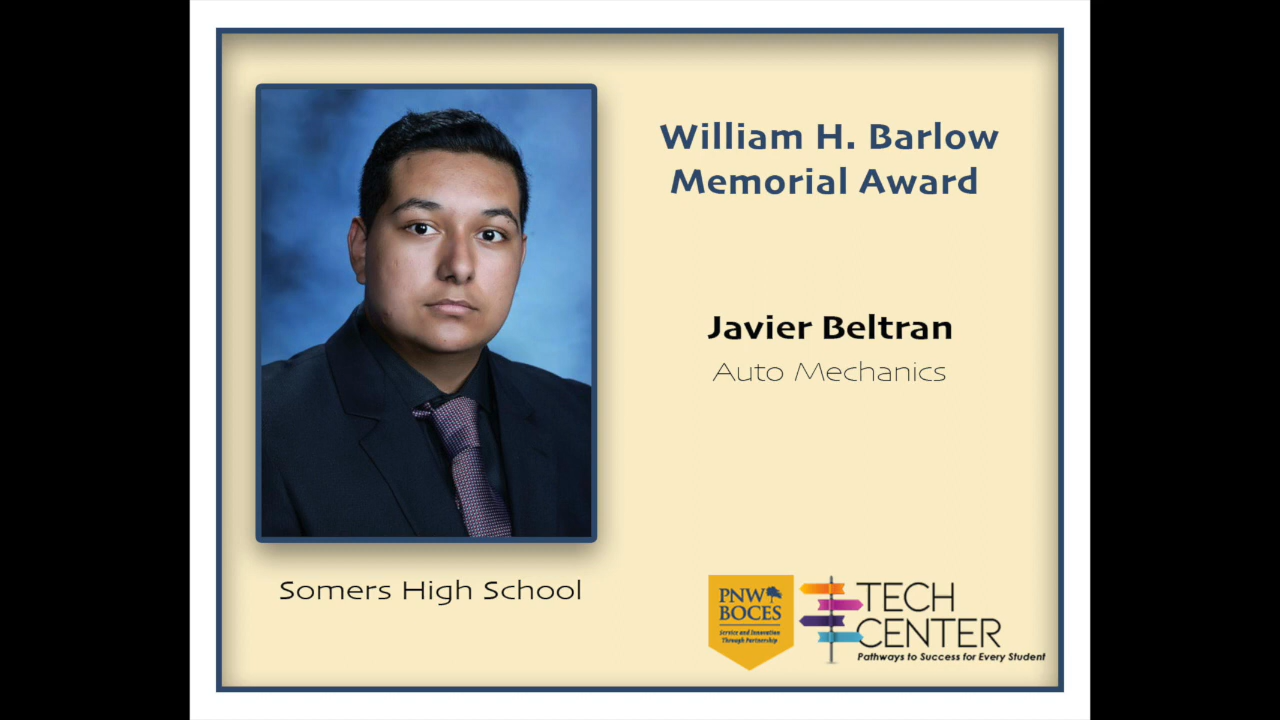 William H. Barlow
Memorial Award
Javier Beltran
Auto Mechanics
Somers High School
PNW
BOCES
Service and Innovation
Through Partnership
TECH
CENTER
Pathways to Success for Every Student